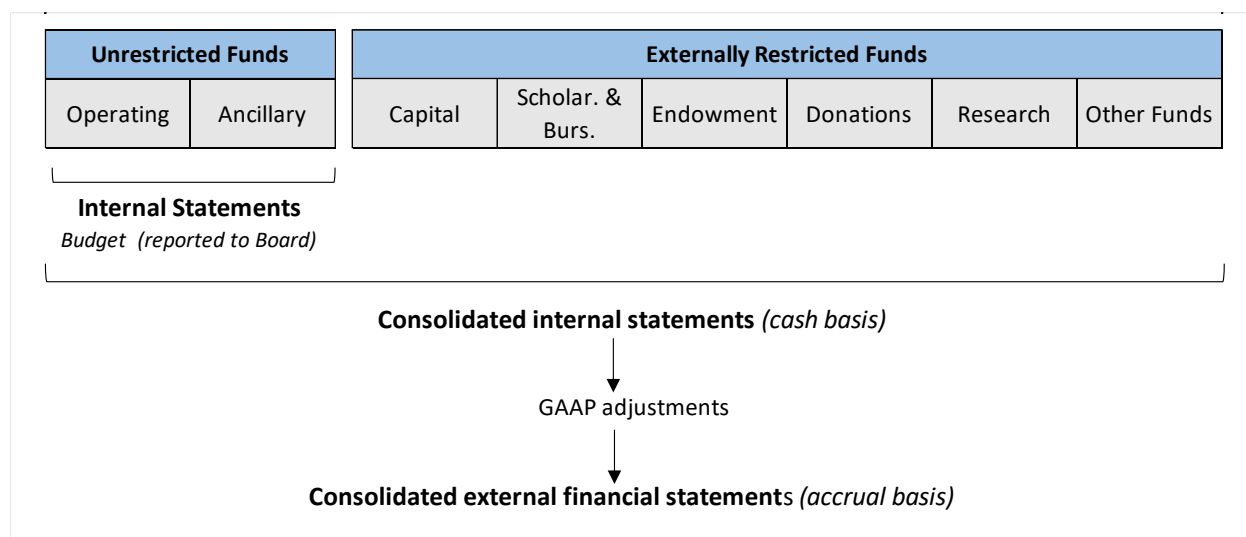 Unrestricted Funds
Externally Restricted Funds
Operating
Ancillary
Capital
Scholar. &
Burs.
Endowment
Donations
Research
Other Funds
Internal Statements
Budget (reported to Board)
Consolidated internal statements (cash basis)
GAAP adjustments
Consolidated external financial statements (accrual basis)